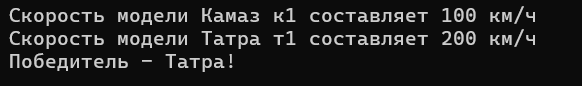 Скорость модели Камаз к1 составляет 100 км/ч
Скорость модели Татра т1 составляет 200 км/ч
Победитель – Татра!